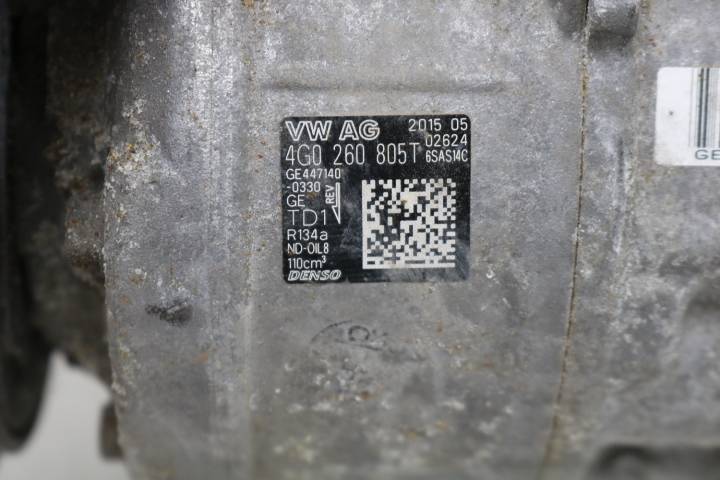 VW AG 2015 05
02624
4G0 260 805T 6SAS14C
GE447140
-0330
REV
GE
TD1
R134a
ND-OIL8
110cm³
DENSO
GE